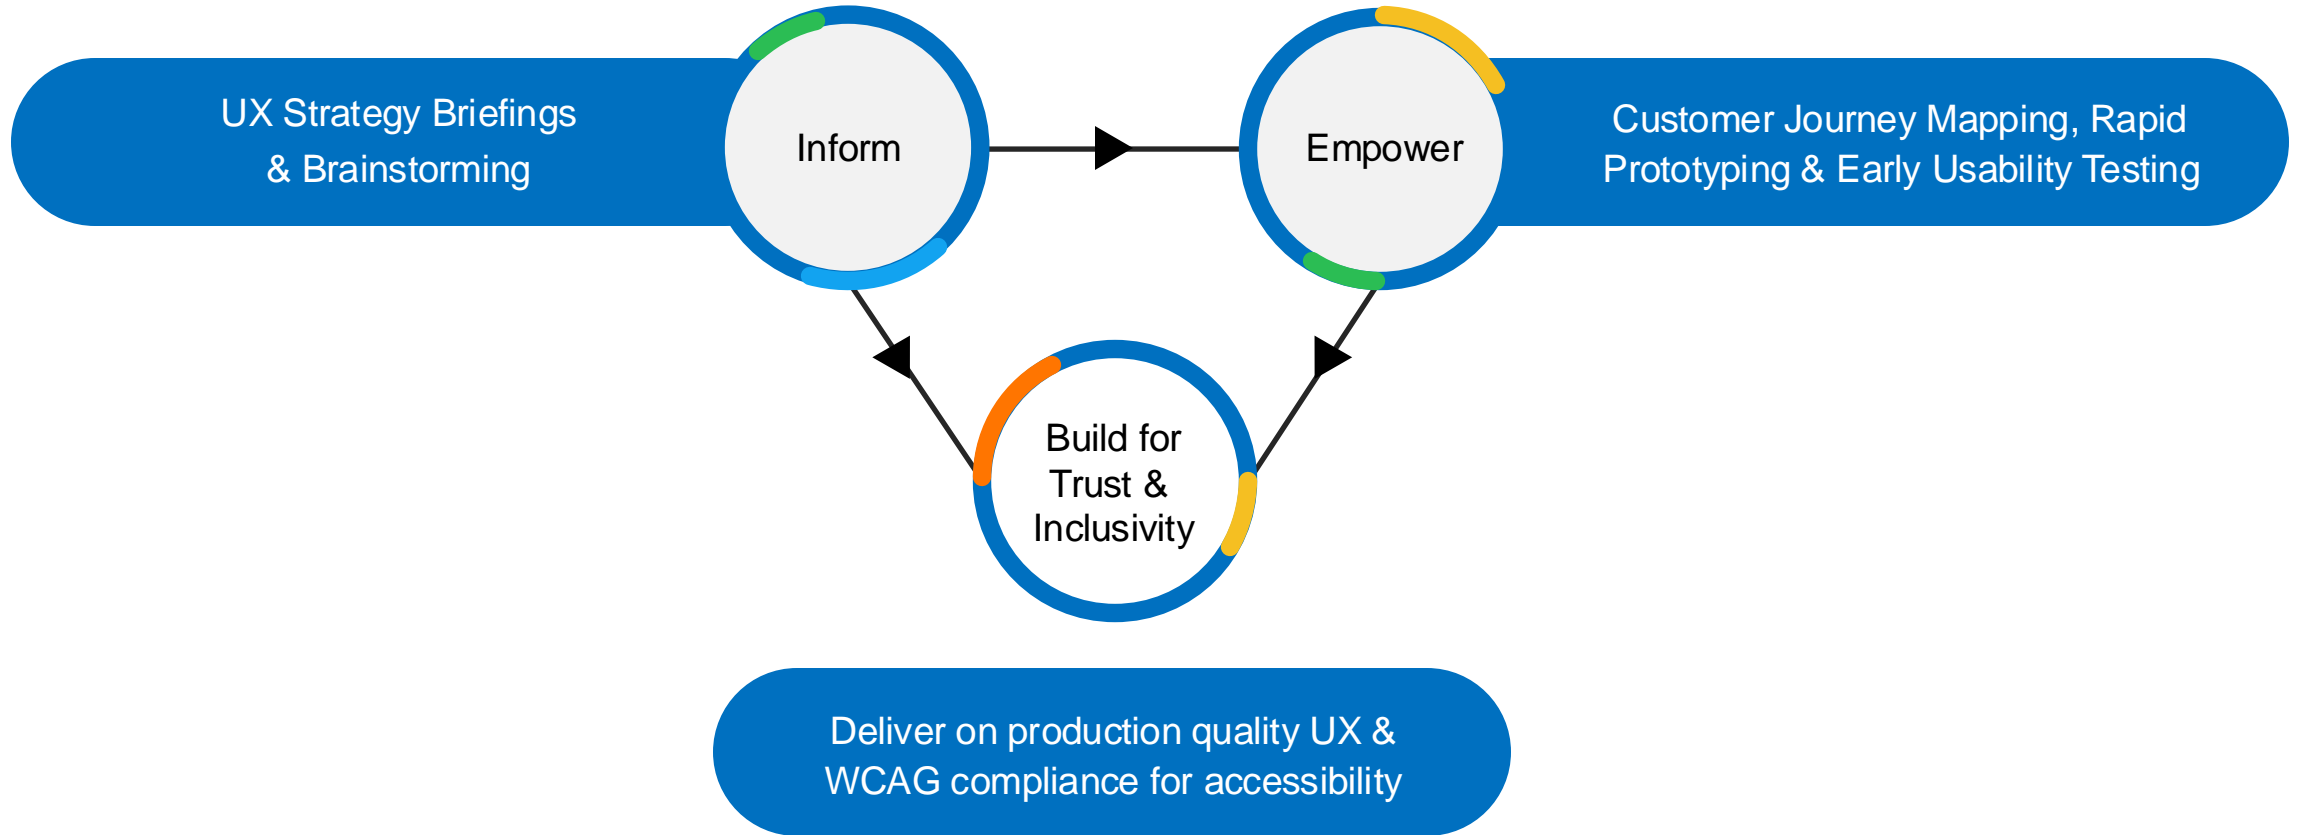 UX Strategy Briefings
& Brainstorming
Inform
Empower
Customer Journey Mapping, Rapid
Prototyping & Early Usability Testing
Build for
Trust &
Inclusivity
Deliver on production quality UX &
WCAG compliance for accessibility